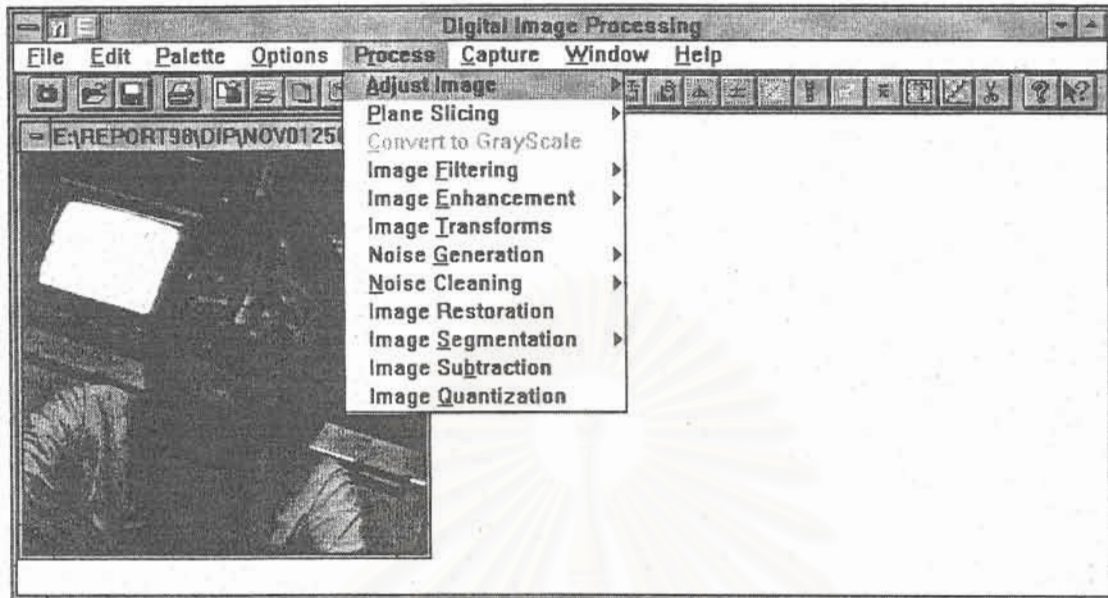 Digital Image Processing
File Edit Palette Options Process Capture Window Help
E:\REPORT98\DIP\NOV01250
Adjust Image
Plane Slicing
Convert to GrayScale
Image Filtering
Image Enhancement
Image Transforms
Noise Generation
Noise Cleaning
Image Restoration
Image Segmentation
Image Subtraction
Image Quantization